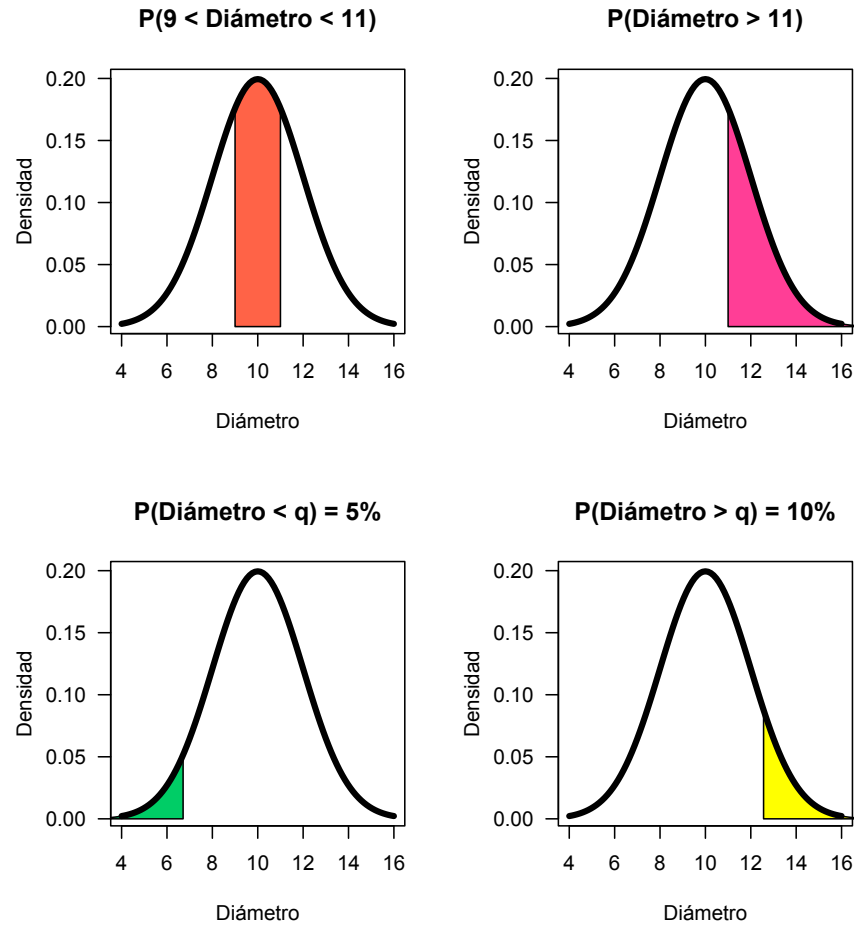 P(9 < Diámetro < 11)
0.20
0.15
0.10
0.05
0.00
Densidad
4 6 8 10 12 14 16
Diámetro
P(Diámetro > 11)
0.20
0.15
0.10
0.05
0.00
Densidad
4 6 8 10 12 14 16
Diámetro
P(Diámetro < q) = 5%
0.20
0.15
0.10
0.05
0.00
Densidad
4 6 8 10 12 14 16
Diámetro
P(Diámetro > q) = 10%
0.20
0.15
0.10
0.05
0.00
Densidad
4 6 8 10 12 14 16
Diámetro